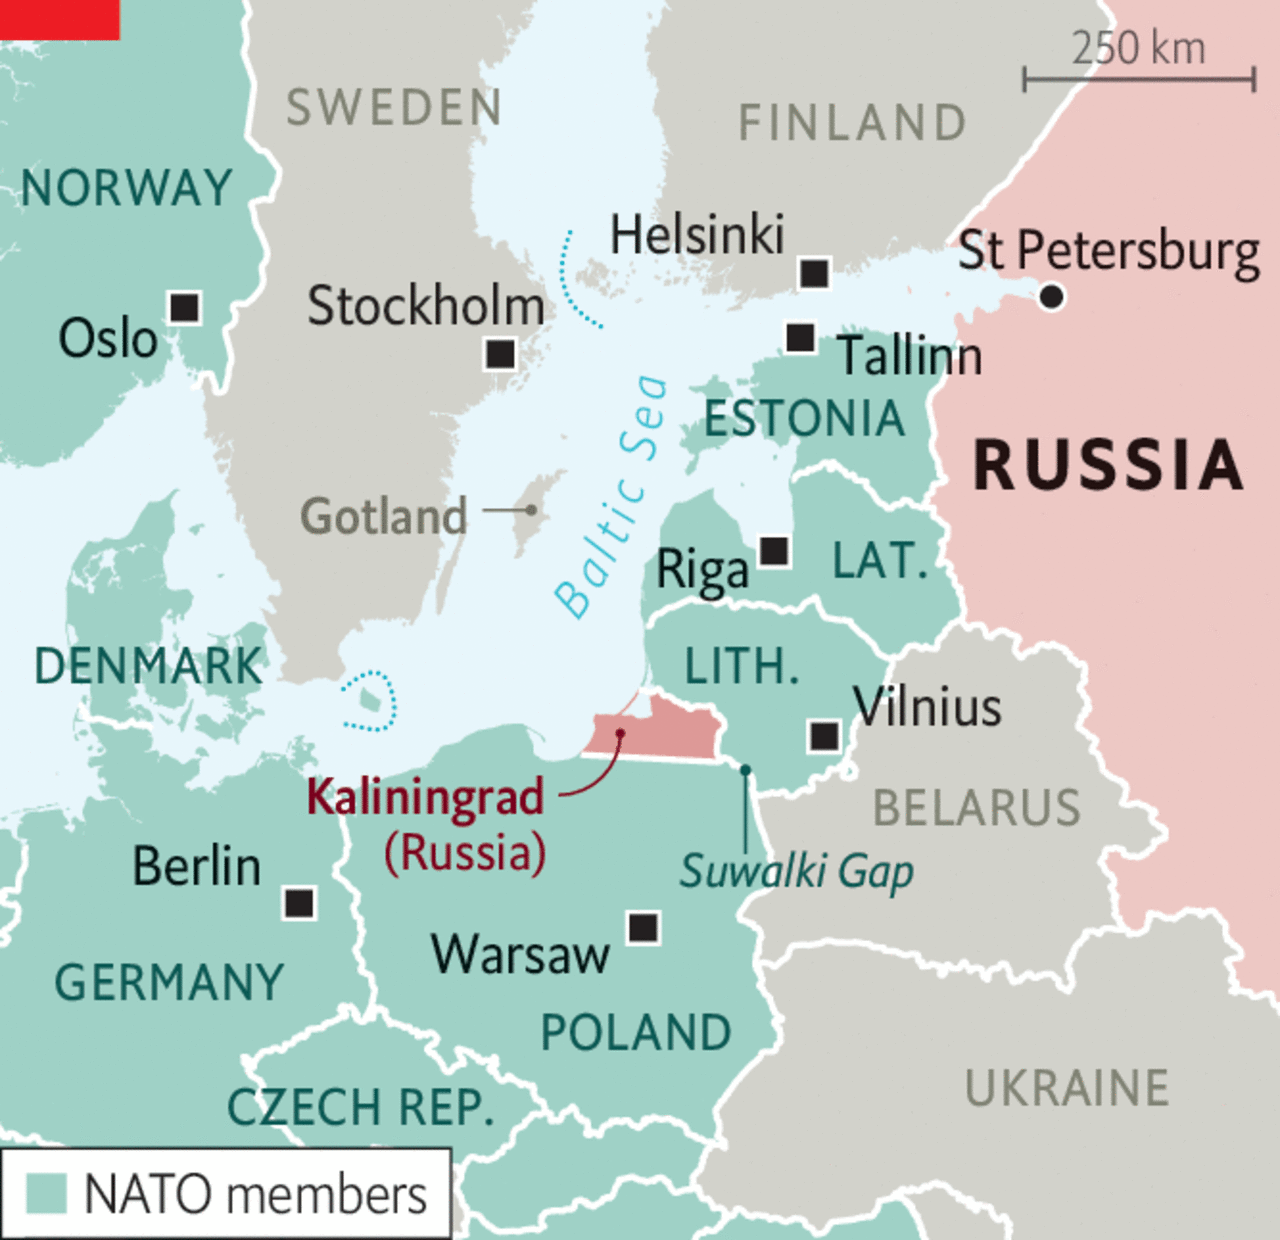 250 km
SWEDEN
FINLAND
NORWAY
Helsinki
St Petersburg
Stockholm
Oslo
Tallinn
ESTONIA
RUSSIA
Baltic Sea
Gotland
Riga
LAT.
DENMARK
LITH.
Vilnius
Kaliningrad
(Russia)
BELARUS
Berlin
Suwalki Gap
Warsaw
GERMANY
POLAND
UKRAINE
CZECH REP.
NATO members